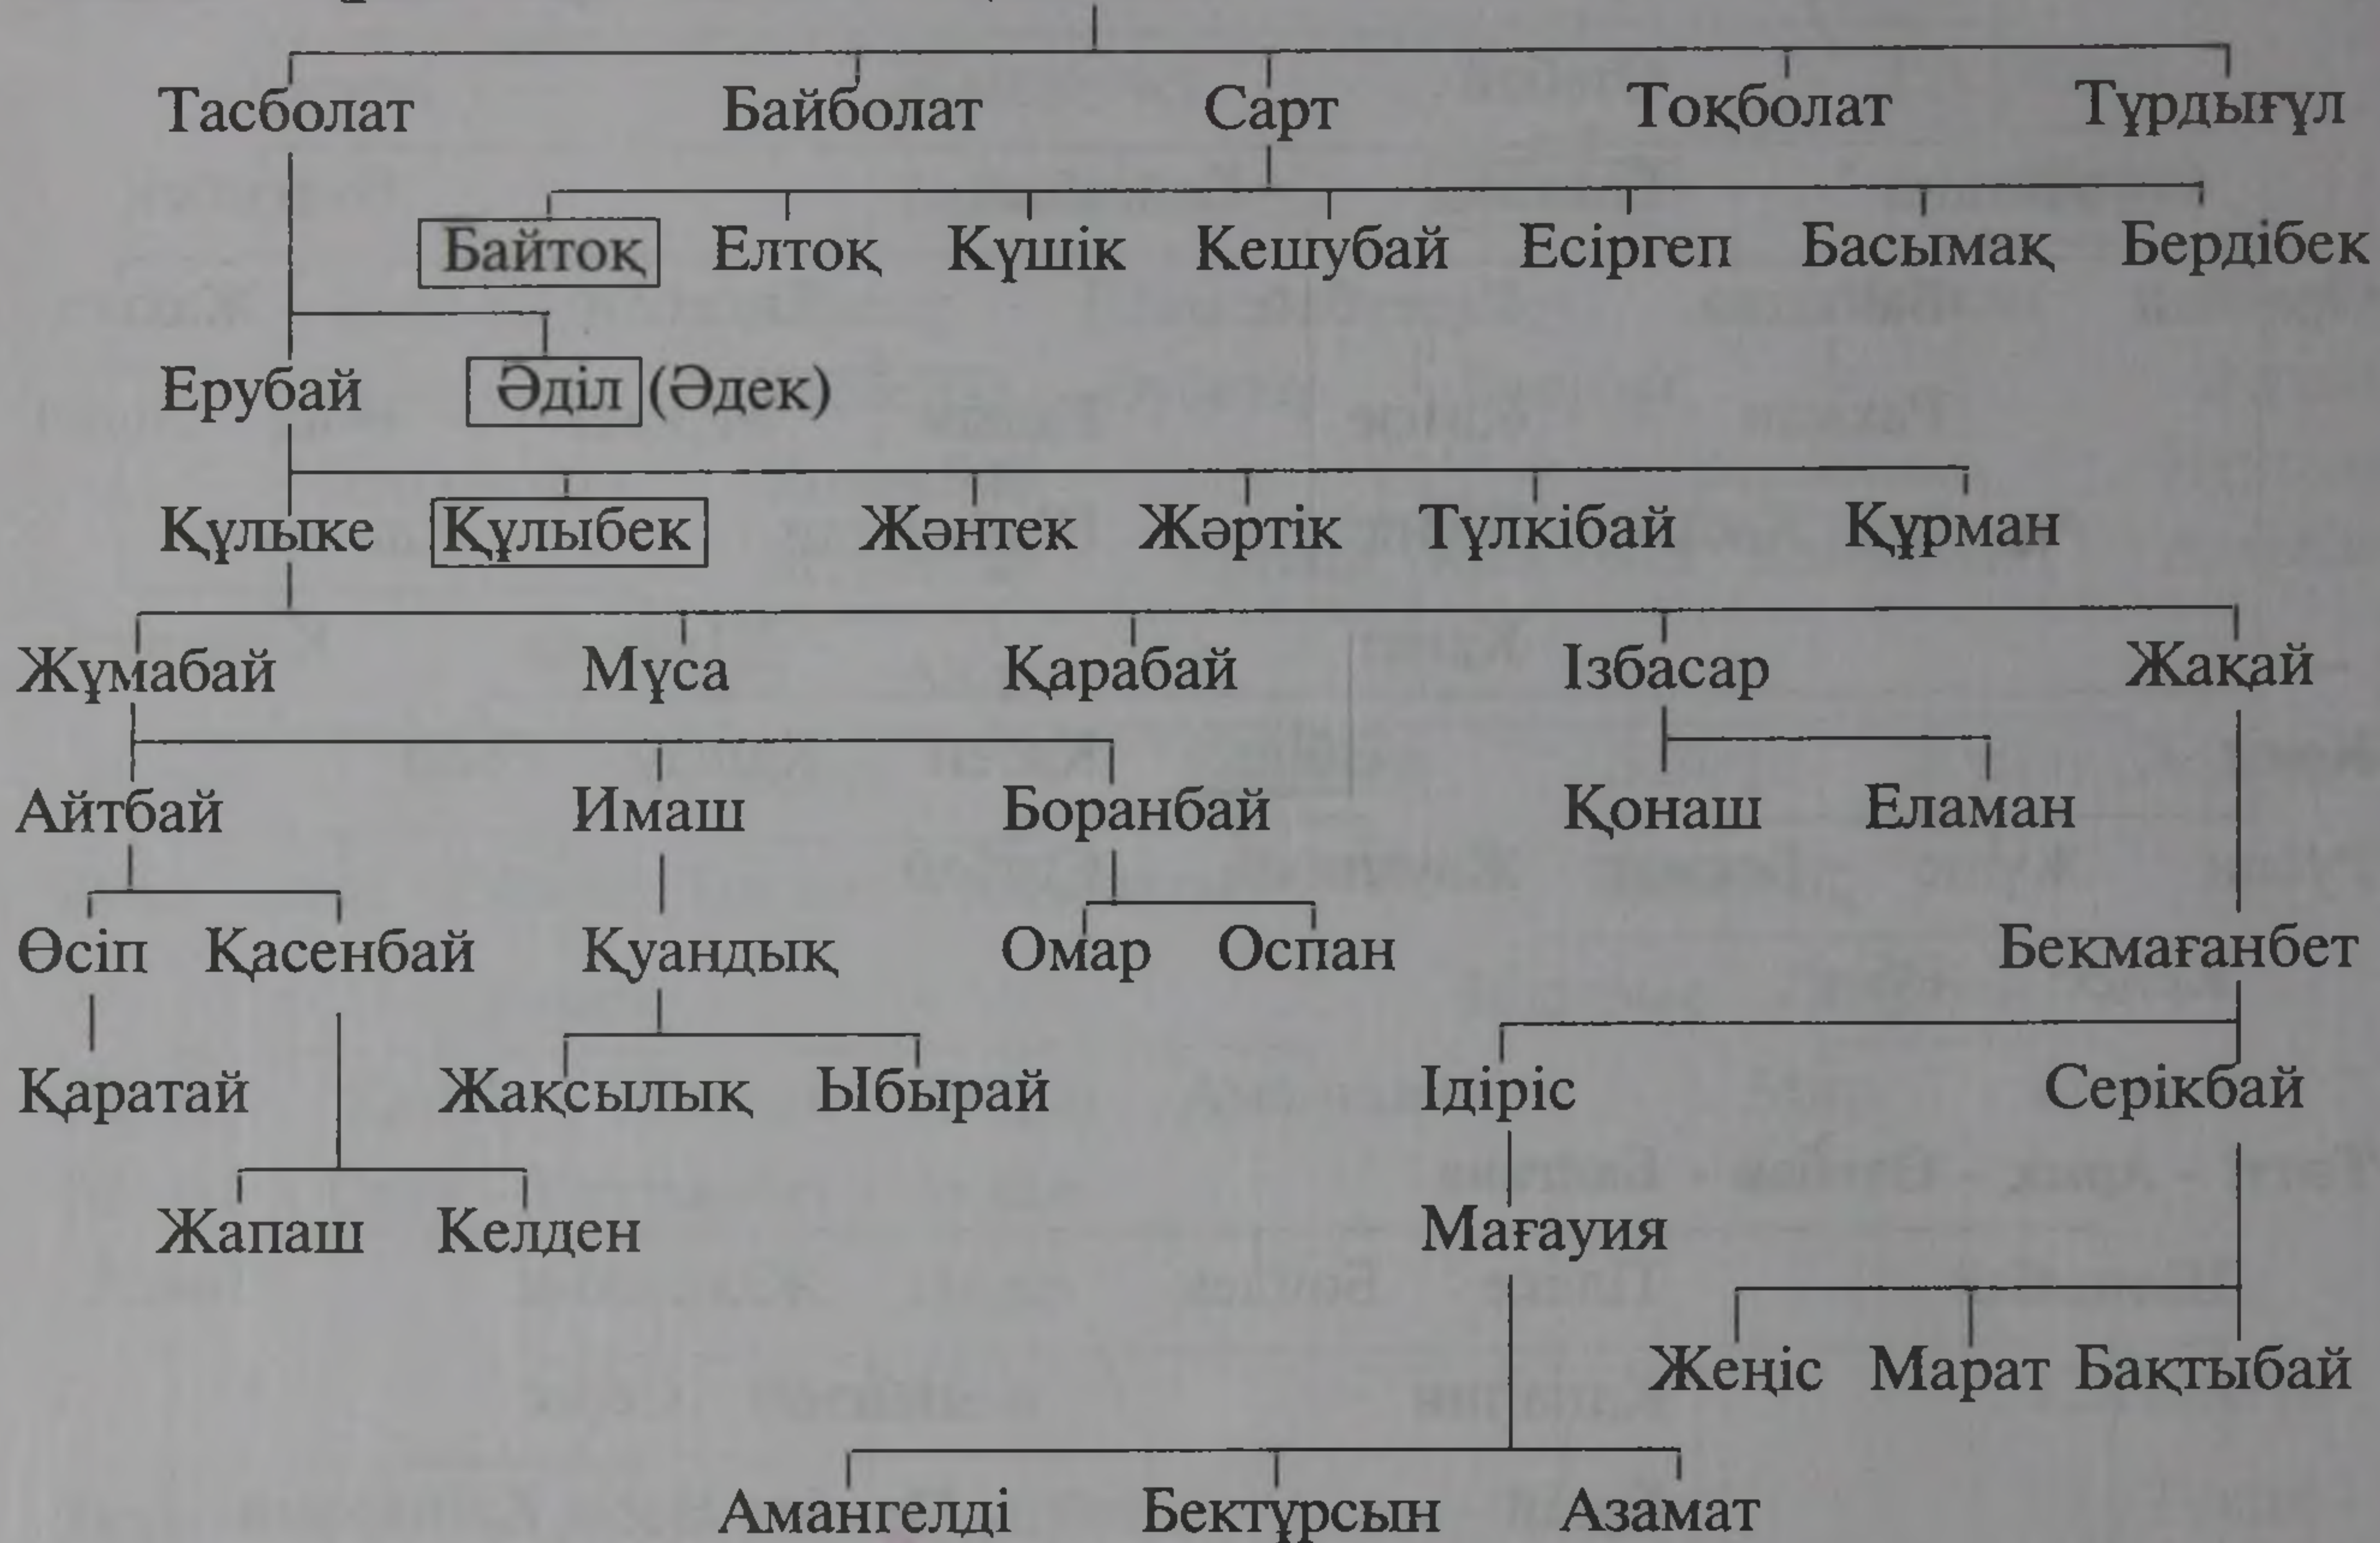 Тасболат Байболат Сарт Тоқболат Тұрдығұл
Байтоқ Елтоқ Күшік Кешубай Есіргеп Басымақ Бердібек
Ерубай Әділ (Әдек)
Құлыке Құлыбек Жәнтек Жәртік Түлкібай Құрман
Жұмабай Мұса Қарабай Ізбасар Жақай
Айтбай Имаш Боранбай Қонаш Еламан
Өсіп Қасенбай Қуандық Омар Оспан Бекмағанбет
Қаратай Жақсылық Ыбырай Ідіріс Серікбай
Жапаш Келден Мағауия
Жеңіс Марат Бақтыбай
Амангелді Бектұрсын Азамат